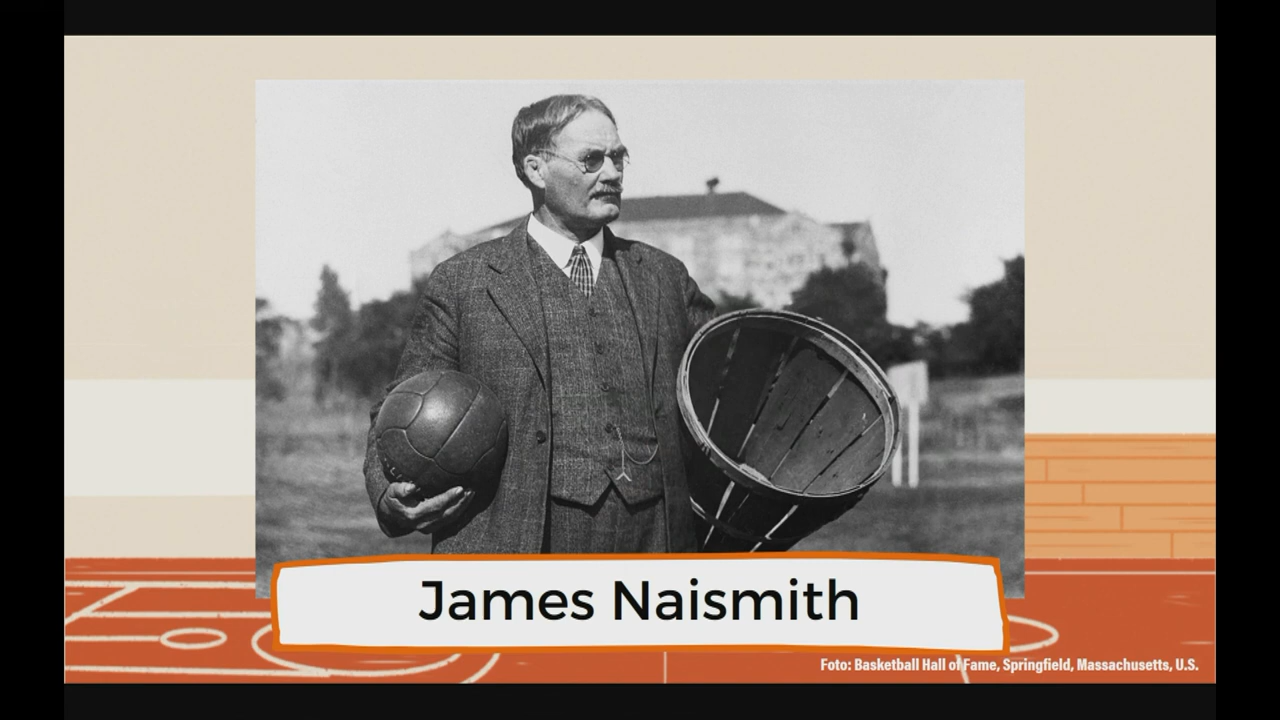 James Naismith
Foto: Basketball Hall of Fame, Springfield, Massachusetts, U.S.